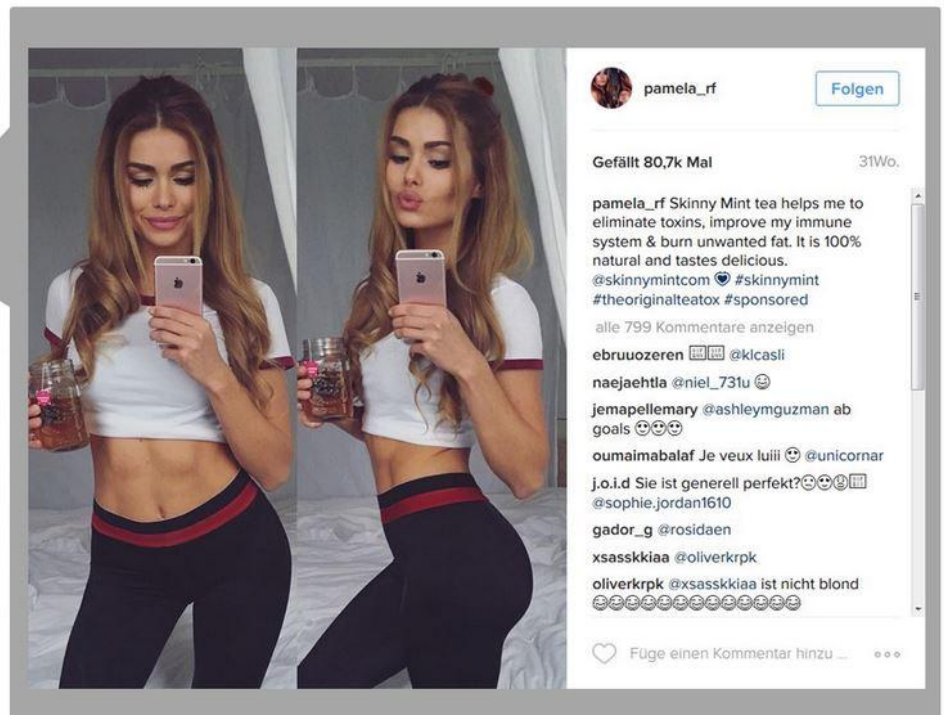 pamela_rf
Folgen
Gefällt 80,7k Mal
31Wo.
pamela_rf Skinny Mint tea helps me to
eliminate toxins, improve my immune
system & burn unwanted fat. It is 100%
natural and tastes delicious.
@skinnymintcom 💙 #skinnymint
#theoriginalteatox #sponsored
alle 799 Kommentare anzeigen
ebruuozeren @klcasli
naejaehtla @niel_731u 😂
jemapellemary @ashleymguzman ab
goals 😍😍😍
oumaimabalaf Je veux luiii 😍 @unicornar
j.o.i.d Sie ist generell perfekt?
@sophie.jordan1610
gador_g @rosidaen
xsasskkiaa @oliverkrpk
oliverkrpk @xsasskkiaa ist nicht blond
😂😂😂😂😂😂😂😂😂😂😂😂😂
Füge einen Kommentar hinzu ...